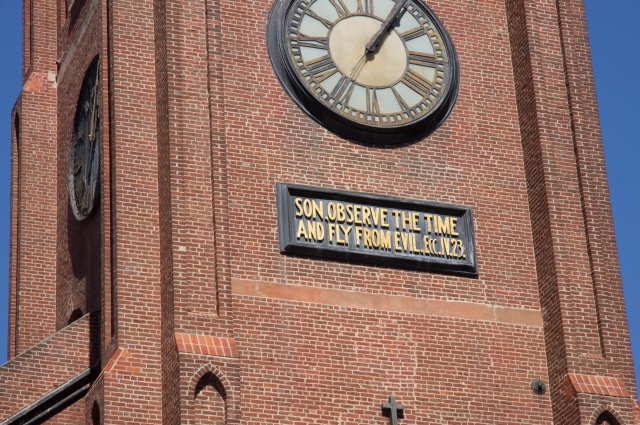 SON, OBSERVE THE TIME
AND FLY FROM EVIL. Ec. IV. 23.